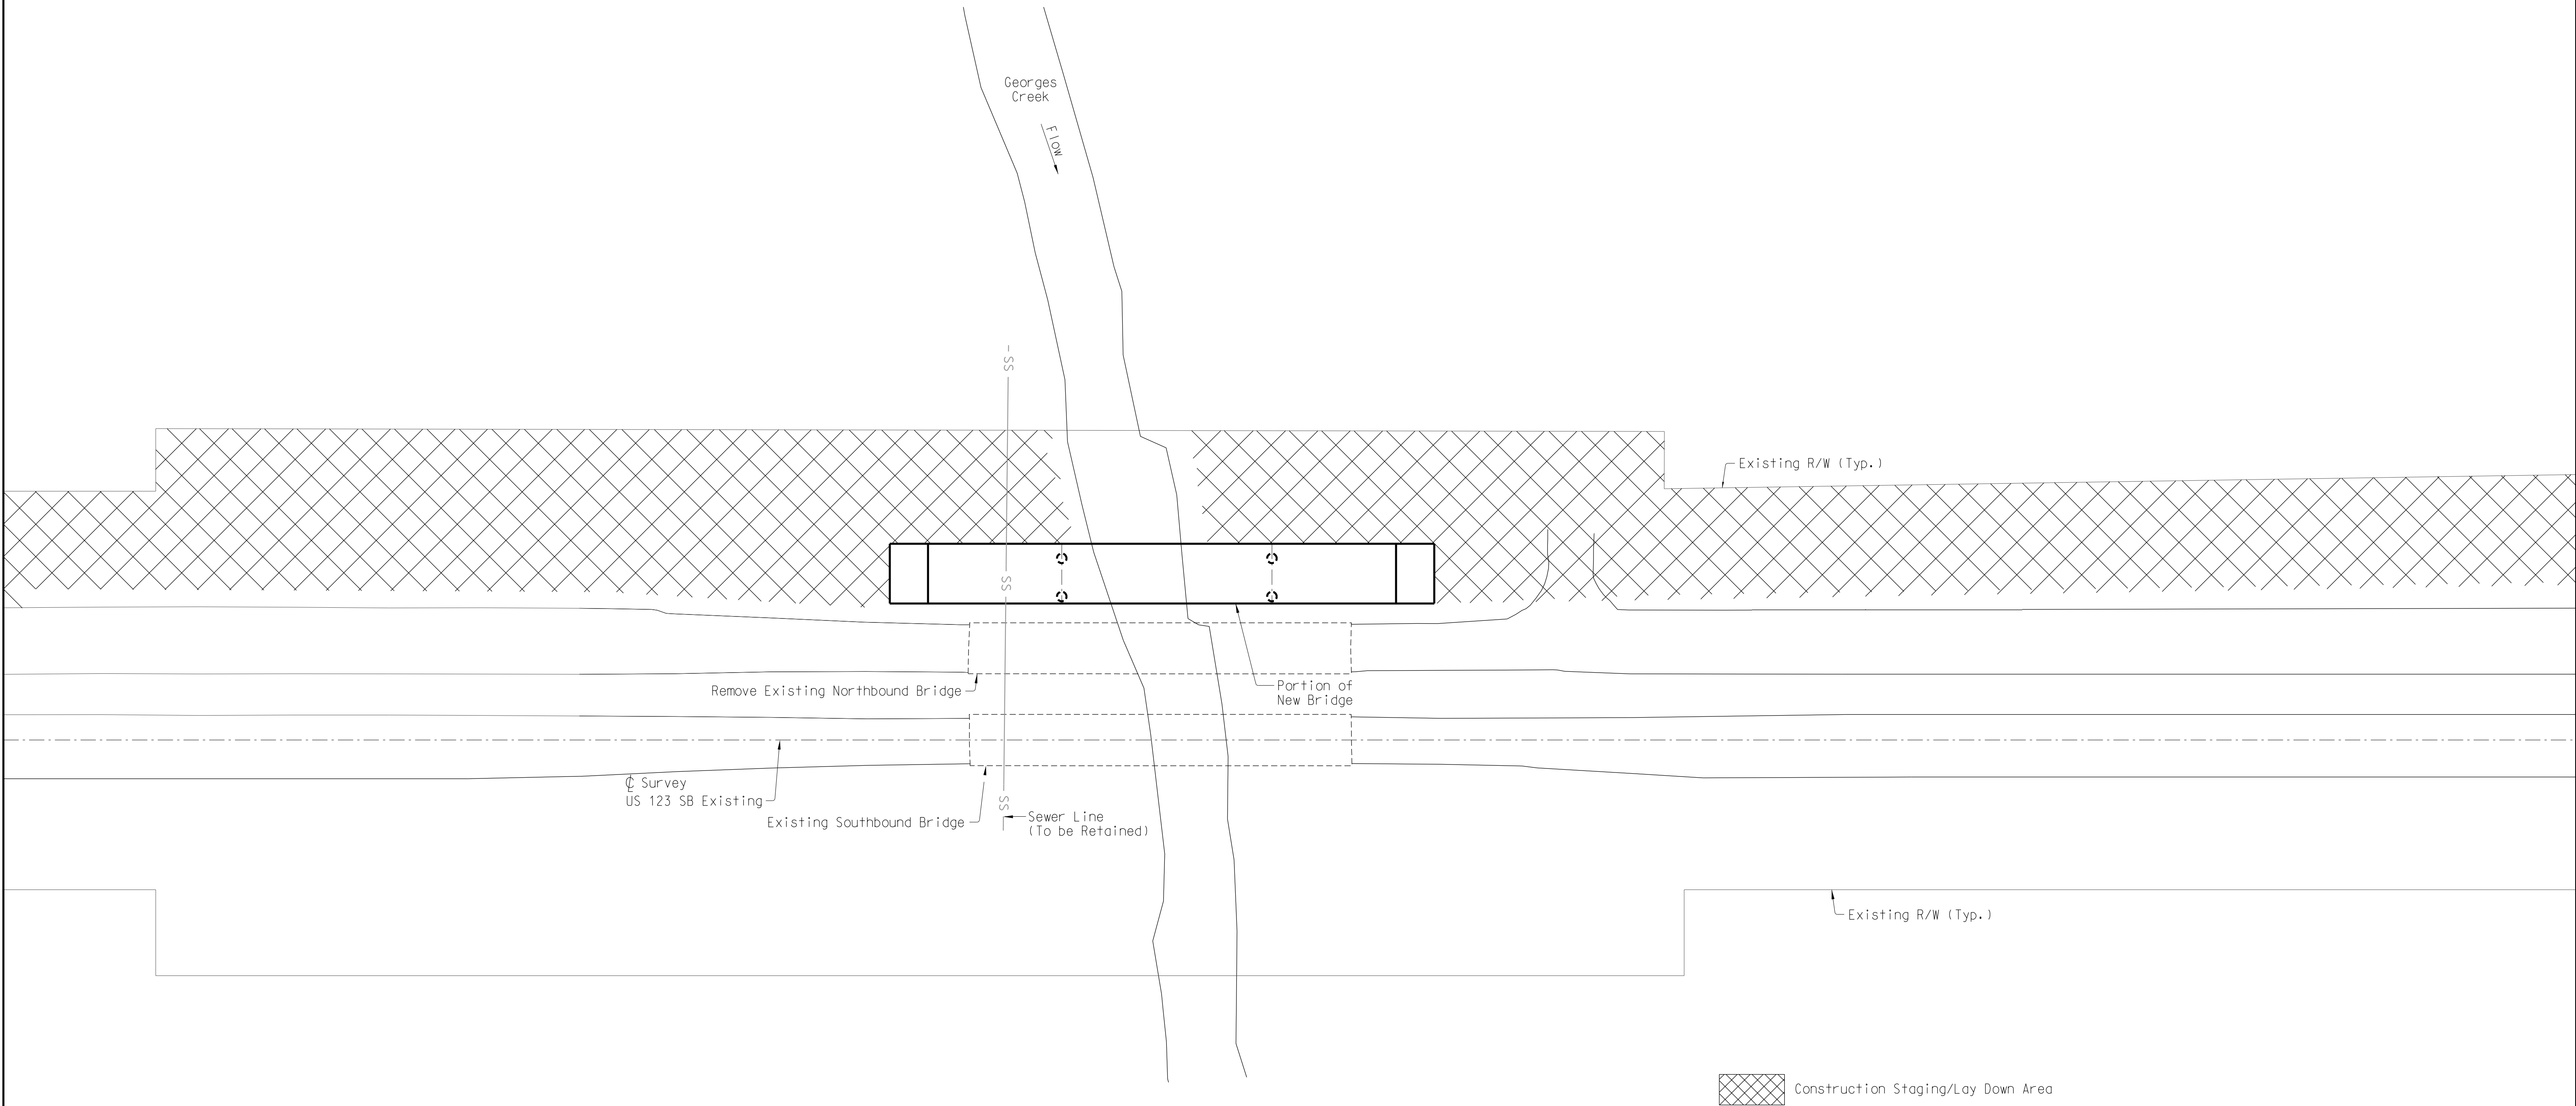 Georges
Creek
Flow
- SS
Existing R/W (Typ.)
SS
Remove Existing Northbound Bridge
Portion of
New Bridge
℄ Survey
US 123 SB Existing
SS
Existing Southbound Bridge
Sewer Line
(To be Retained)
Existing R/W (Typ.)
Construction Staging/Lay Down Area